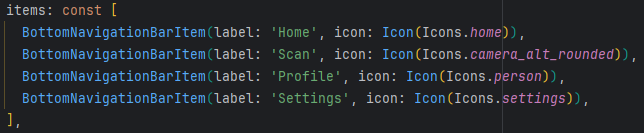 items: const [
BottomNavigationBarItem(label: 'Home', icon: Icon(Icons.home)),
BottomNavigationBarItem(label: 'Scan', icon: Icon(Icons.camera_alt_rounded)),
BottomNavigationBarItem(label: 'Profile', icon: Icon(Icons.person)),
BottomNavigationBarItem(label: 'Settings', icon: Icon(Icons.settings)),
],